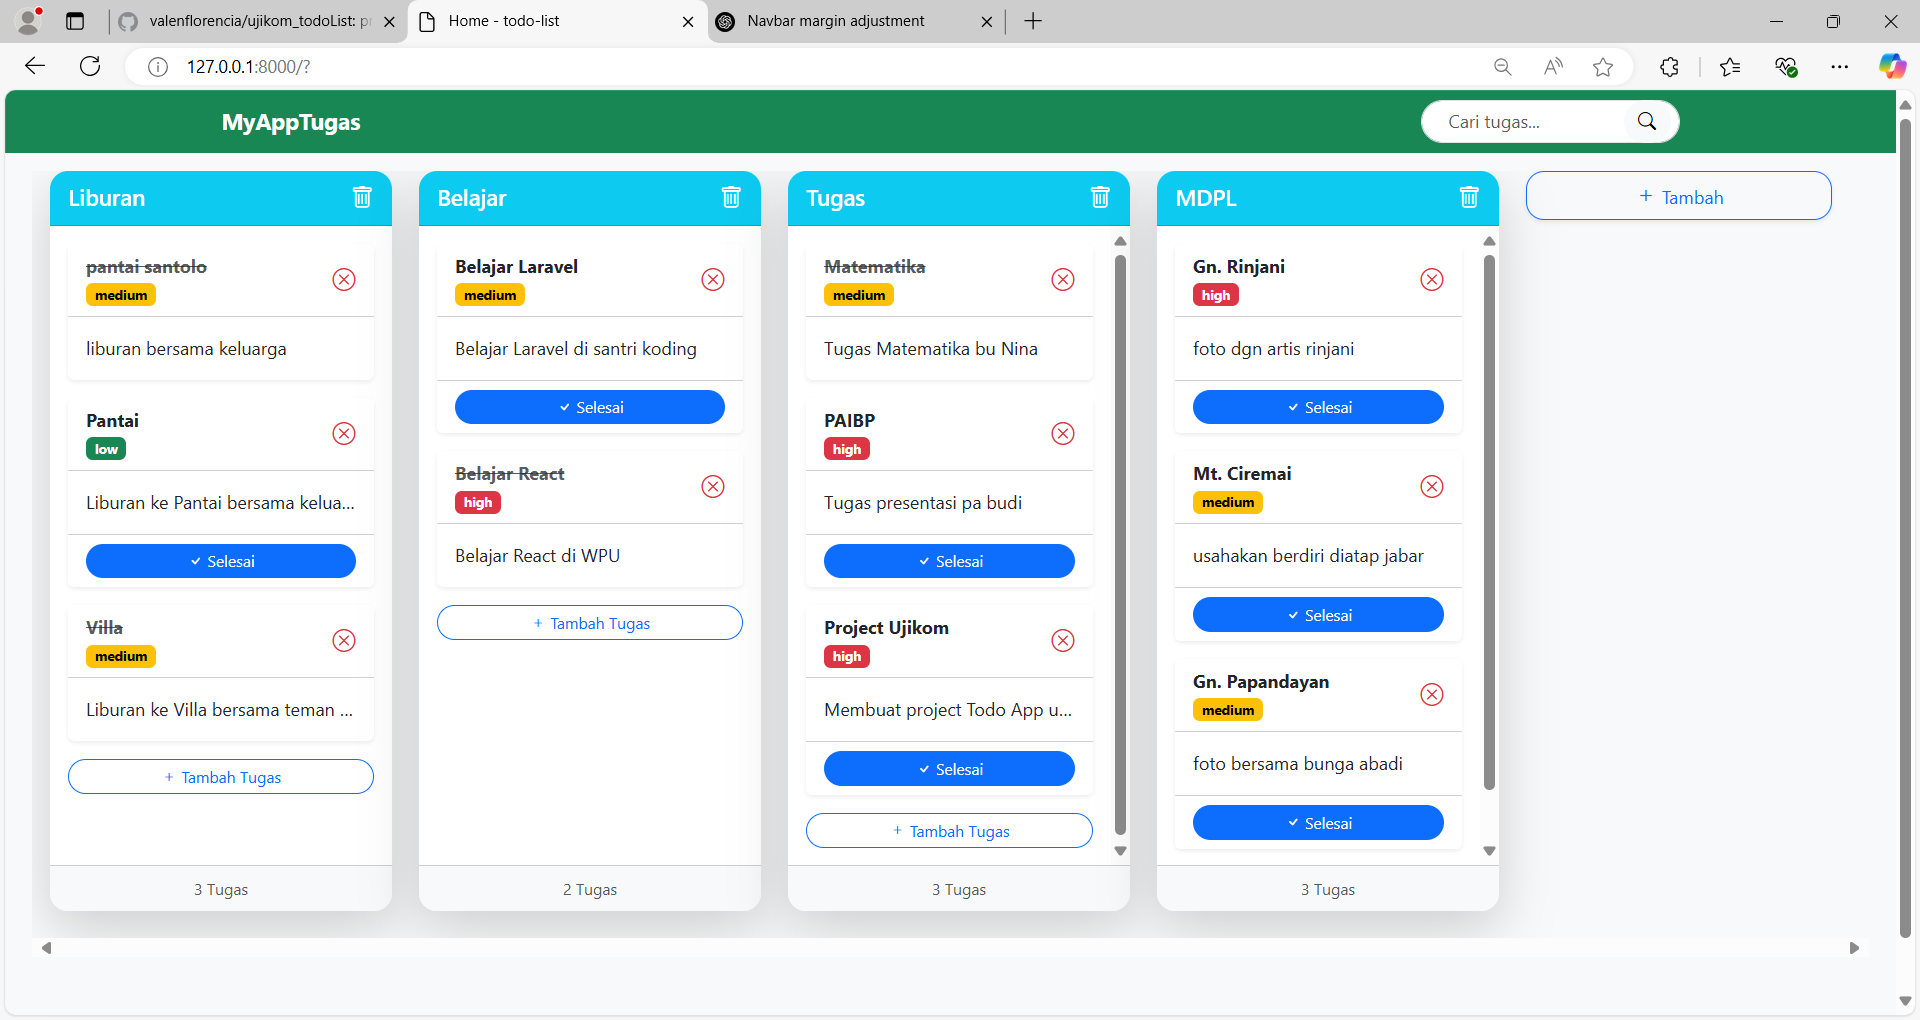 valenflorencia/ujikom_todoList: pr
Home - todo-list
Navbar margin adjustment
127.0.0.1:8000/?
MyAppTugas
Cari tugas...
Liburan
pantai santolo
medium
liburan bersama keluarga
Pantai
low
Liburan ke Pantai bersama kelua...
Selesai
Villa
medium
Liburan ke Villa bersama teman ...
+ Tambah Tugas
3 Tugas
Belajar
Belajar Laravel
medium
Belajar Laravel di santri koding
Selesai
Belajar React
high
Belajar React di WPU
+ Tambah Tugas
2 Tugas
Tugas
Matematika
medium
Tugas Matematika bu Nina
PAIBP
high
Tugas presentasi pa budi
Selesai
Project Ujikom
high
Membuat project Todo App u...
Selesai
+ Tambah Tugas
3 Tugas
MDPL
Gn. Rinjani
high
foto dgn artis rinjani
Selesai
Mt. Ciremai
medium
usahakan berdiri diatap jabar
Selesai
Gn. Papandayan
medium
foto bersama bunga abadi
Selesai
3 Tugas
+ Tambah